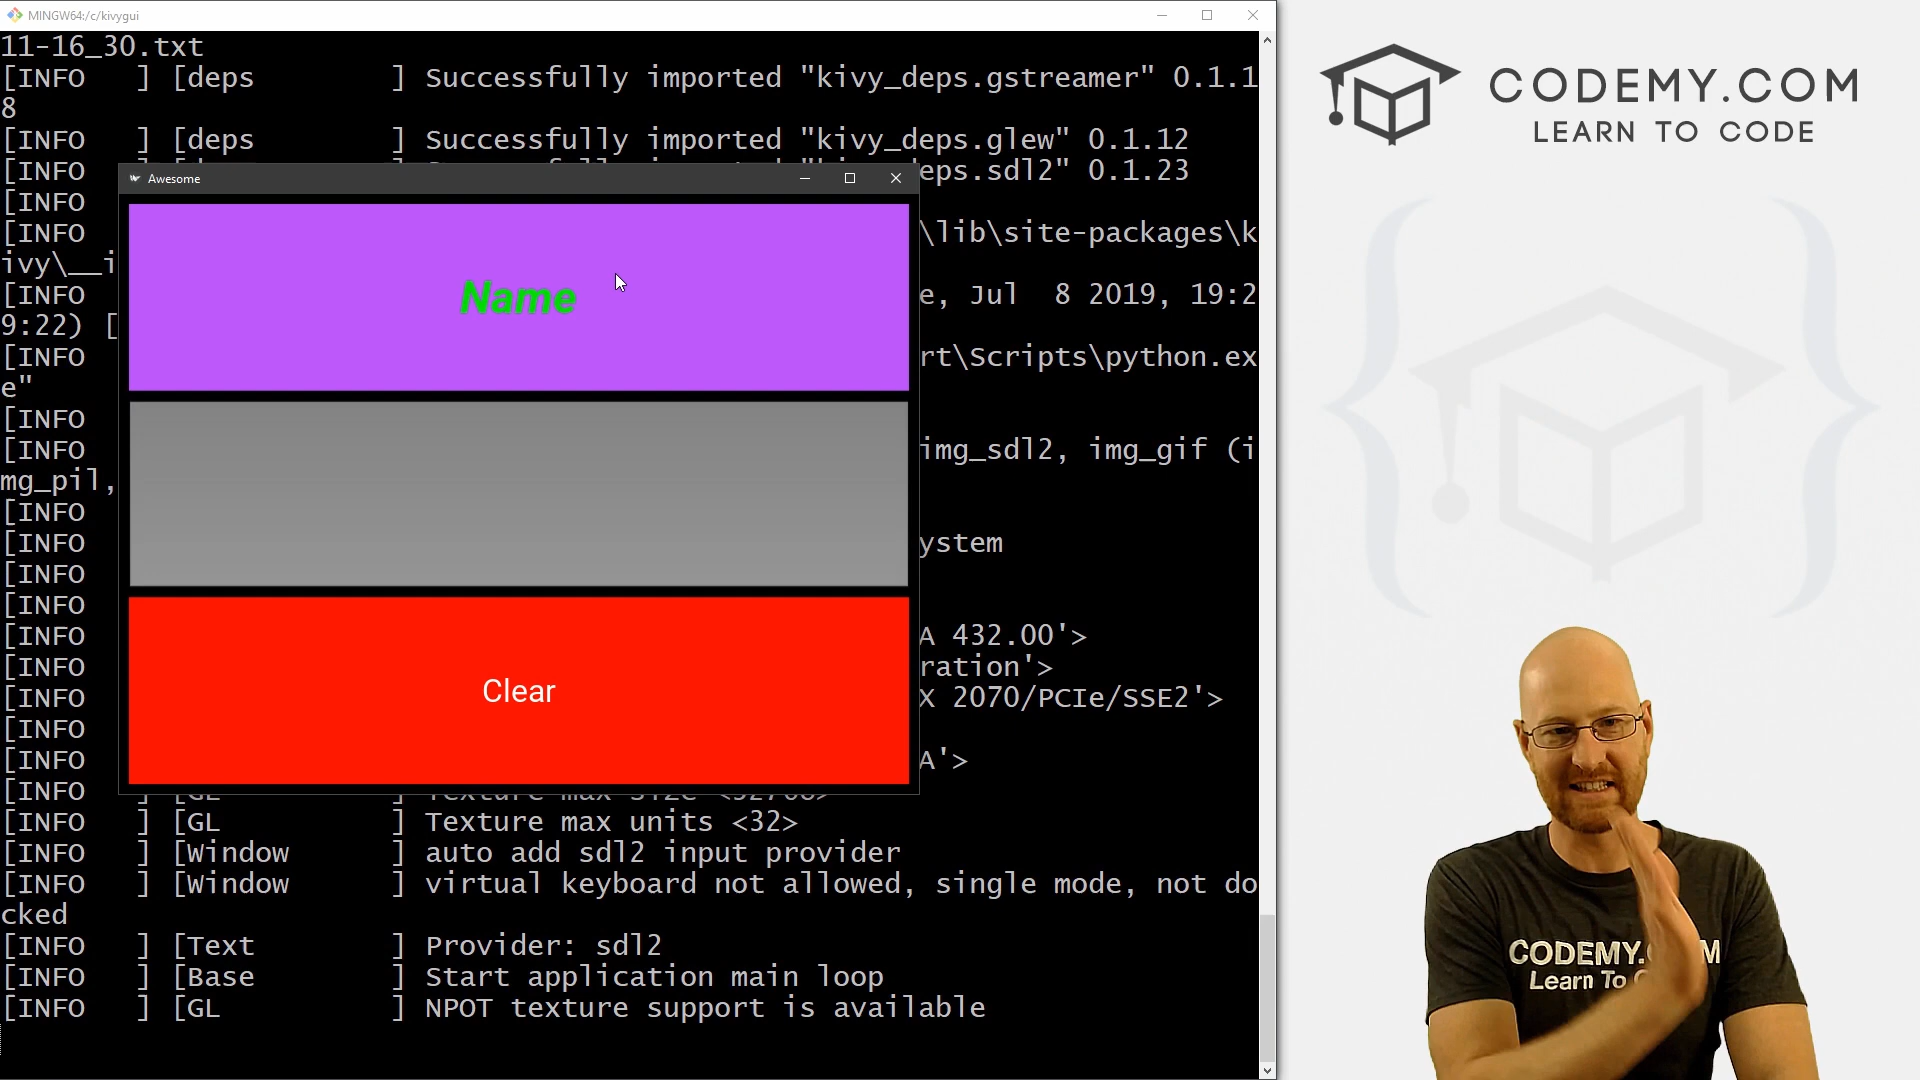 MINGW64:/c/kivygui
11-16_30.txt
[INFO   ] [deps        ] Successfully imported "kivy_deps.gstreamer" 0.1.1
8
[INFO   ] [deps        ] Successfully imported "kivy_deps.glew" 0.1.12
[INFO eps.sdl2" 0.1.23
[INFO
[INFO \lib\site-packages\k
ivy\__i
[INFO e, Jul  8 2019, 19:2
9:22) [
[INFO rt\Scripts\python.ex
e"
[INFO
[INFO img_sdl2, img_gif (i
mg_pil,
[INFO
[INFO ystem
[INFO
[INFO
[INFO A 432.00'>
[INFO ration'>
[INFO X 2070/PCIe/SSE2'>
[INFO
[INFO A'>
[INFO   ] [GL          ] Texture max size <32768>
[INFO   ] [GL          ] Texture max units <32>
[INFO   ] [Window      ] auto add sdl2 input provider
[INFO   ] [Window      ] virtual keyboard not allowed, single mode, not do
cked
[INFO   ] [Text        ] Provider: sdl2
[INFO   ] [Base        ] Start application main loop
[INFO   ] [GL          ] NPOT texture support is available
Awesome
Name
Clear
CODEMY.COM
LEARN TO CODE
CODEMY. M
Learn To